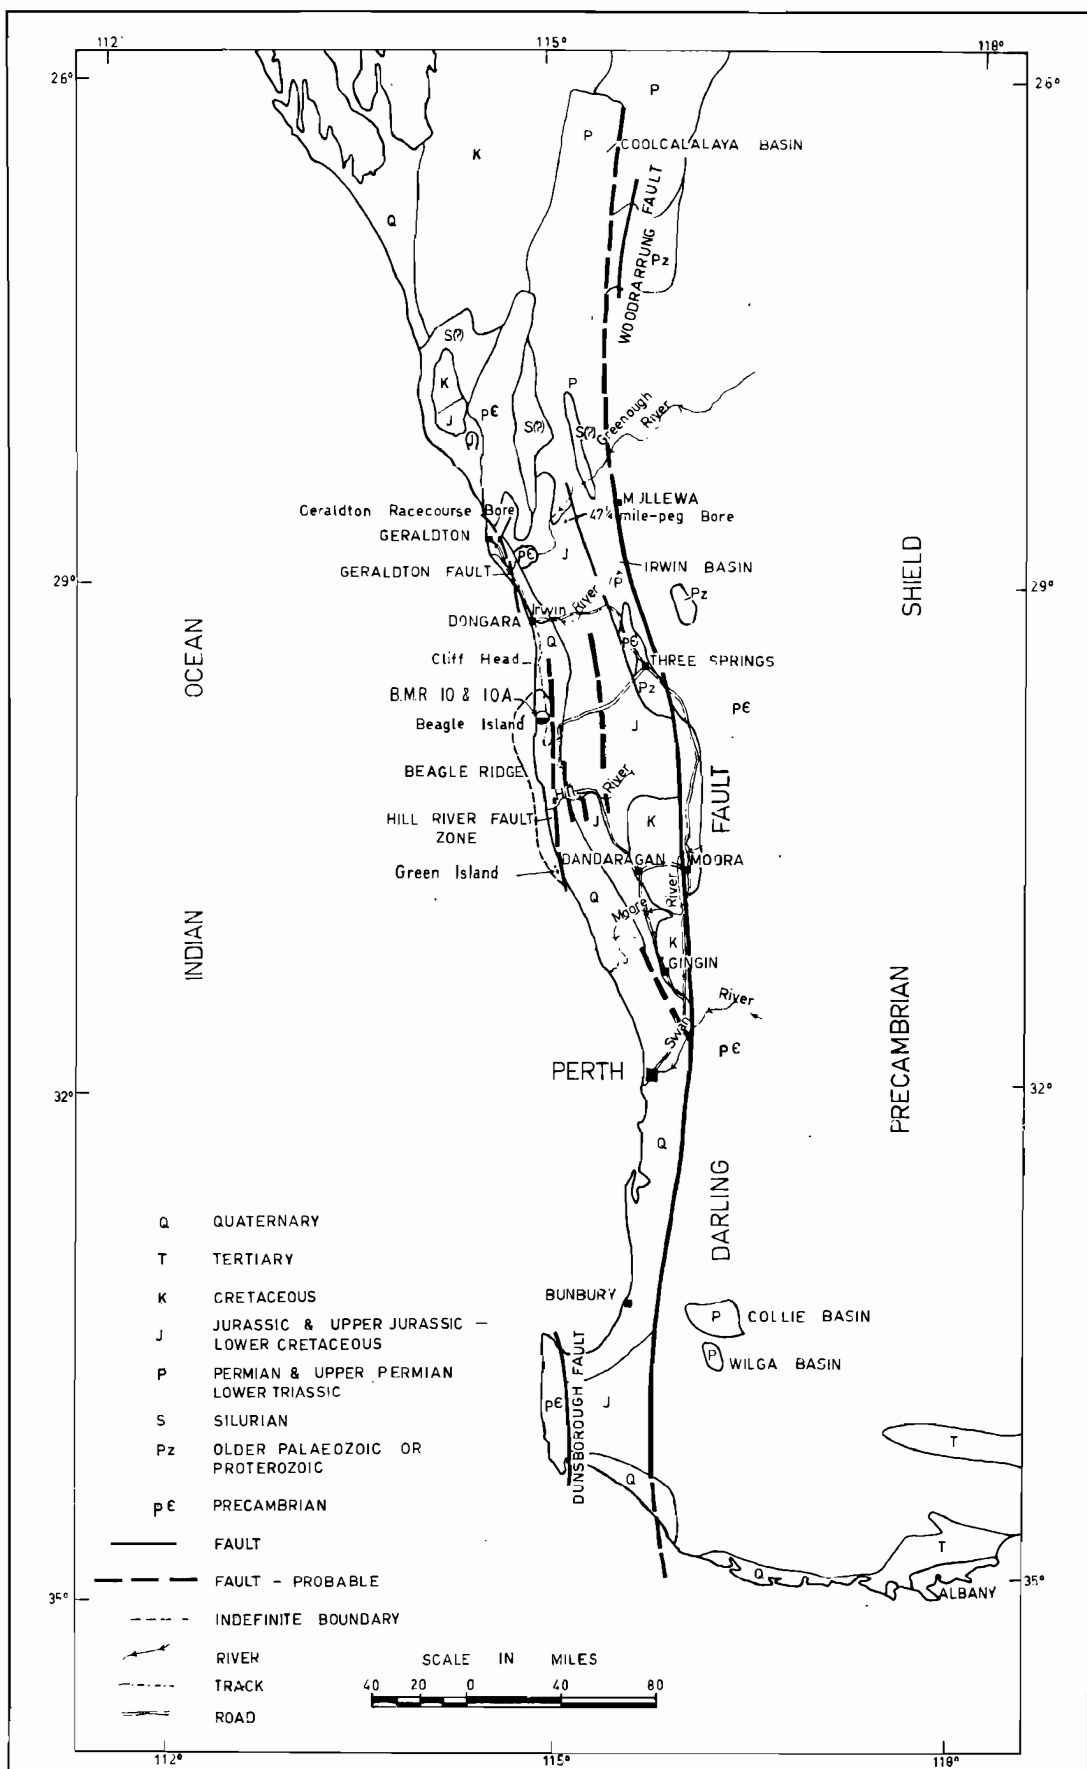 112°
115°
118°
26°
26°
P
P
COOLCALALAYA BASIN
K
WOODRARRUNG FAULT
Q
Pz
S(?)
K
P
J
pЄ
S(?)
S(?)
Greenough River
(J)
MULLEWA
Geraldton Racecourse Bore
47¼ mile-peg Bore
GERALDTON
pЄ
J
GERALDTON FAULT
IRWIN BASIN
P
29°
29°
SHIELD
Pz
Irwin River
DONGARA
Q
pЄ
OCEAN
Cliff Head
THREE SPRINGS
Pz
B.M.R 10 & 10A
pЄ
Beagle Island
J
BEAGLE RIDGE
FAULT
Hill River
HILL RIVER FAULT ZONE
J
K
DANDARAGAN
MOORA
Green Island
Q
Moore River
INDIAN
K
J
GINGIN
Swan River
PRECAMBRIAN
pЄ
PERTH
32°
32°
Q
DARLING
Q QUATERNARY
T TERTIARY
K CRETACEOUS
J JURASSIC & UPPER JURASSIC –
LOWER CRETACEOUS
P PERMIAN & UPPER PERMIAN
LOWER TRIASSIC
S SILURIAN
Pz OLDER PALAEOZOIC OR
PROTEROZOIC
pЄ PRECAMBRIAN
FAULT
FAULT - PROBABLE
INDEFINITE BOUNDARY
RIVER
TRACK
ROAD
BUNBURY
P
COLLIE BASIN
P
WILGA BASIN
DUNSBOROUGH FAULT
pЄ
J
T
Q
T
Q
ALBANY
35°
35°
SCALE IN MILES
40 20 0 40 80
112°
115°
118°